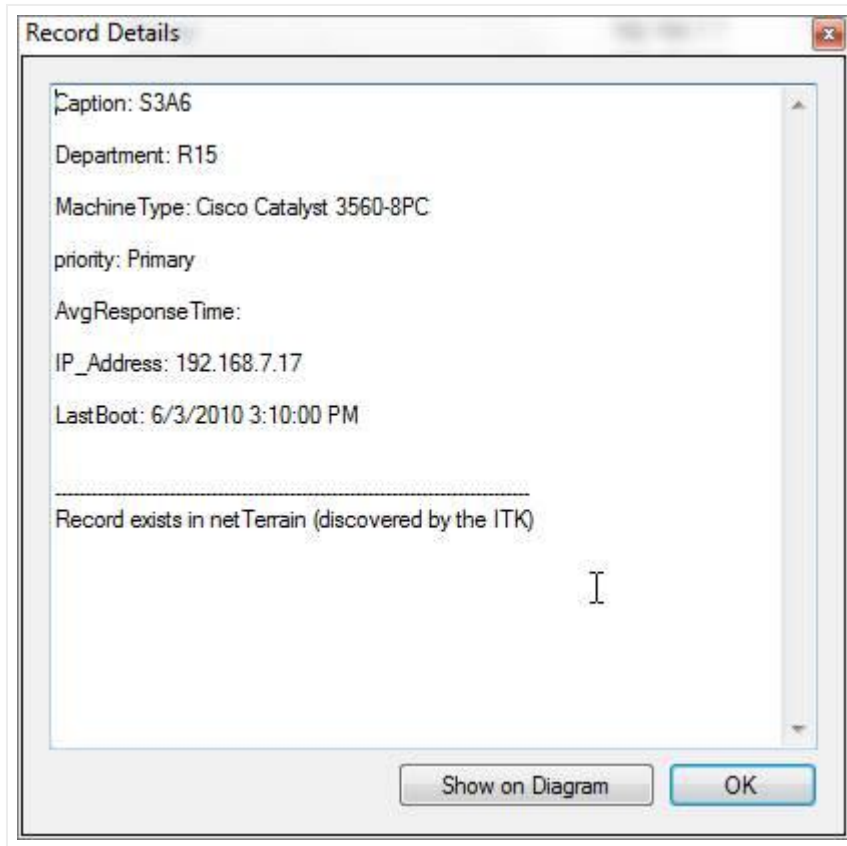 Record Details
Caption: S3A6
Department: R15
MachineType: Cisco Catalyst 3560-8PC
priority: Primary
AvgResponseTime:
IP_Address: 192.168.7.17
LastBoot: 6/3/2010 3:10:00 PM
Record exists in netTerrain (discovered by the ITK)
Show on Diagram
OK